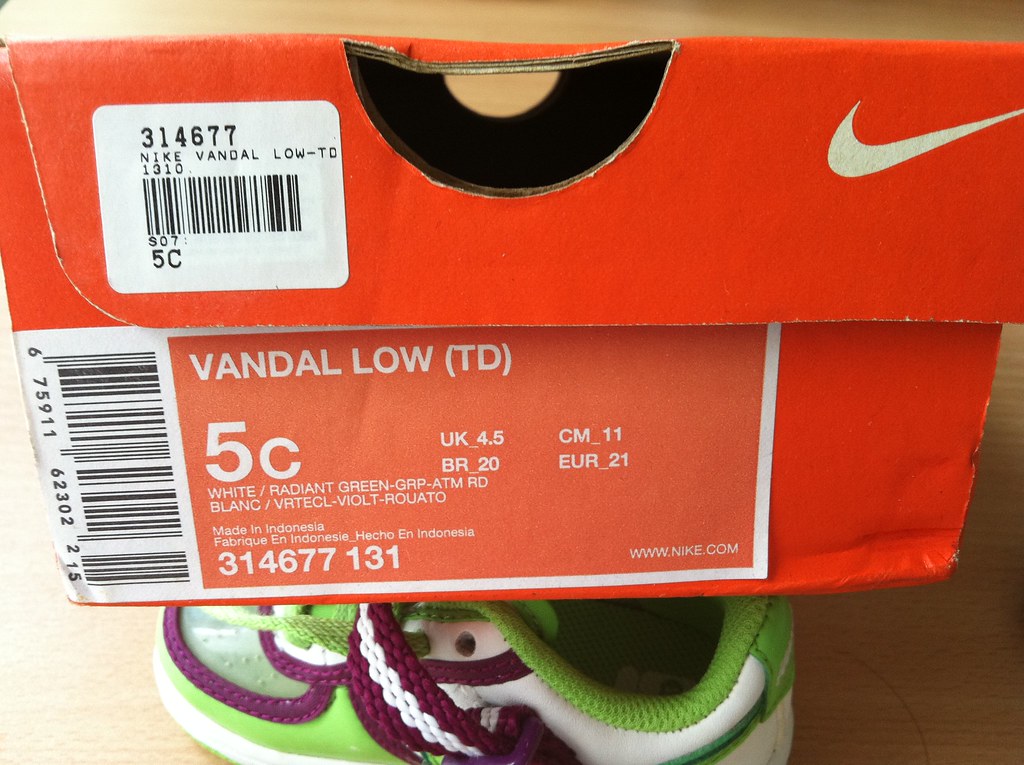 314677
NIKE VANDAL LOW-TD
1310
S07:
5C
6 75911 62302 2 15
VANDAL LOW (TD)
5C
UK_4.5 CM_11
BR_20 EUR_21
WHITE / RADIANT GREEN-GRP-ATM RD
BLANC / VRTECL-VIOLT-ROUATO
Made In Indonesia
Fabrique En Indonesie_Hecho En Indonesia
314677 131
WWW.NIKE.COM